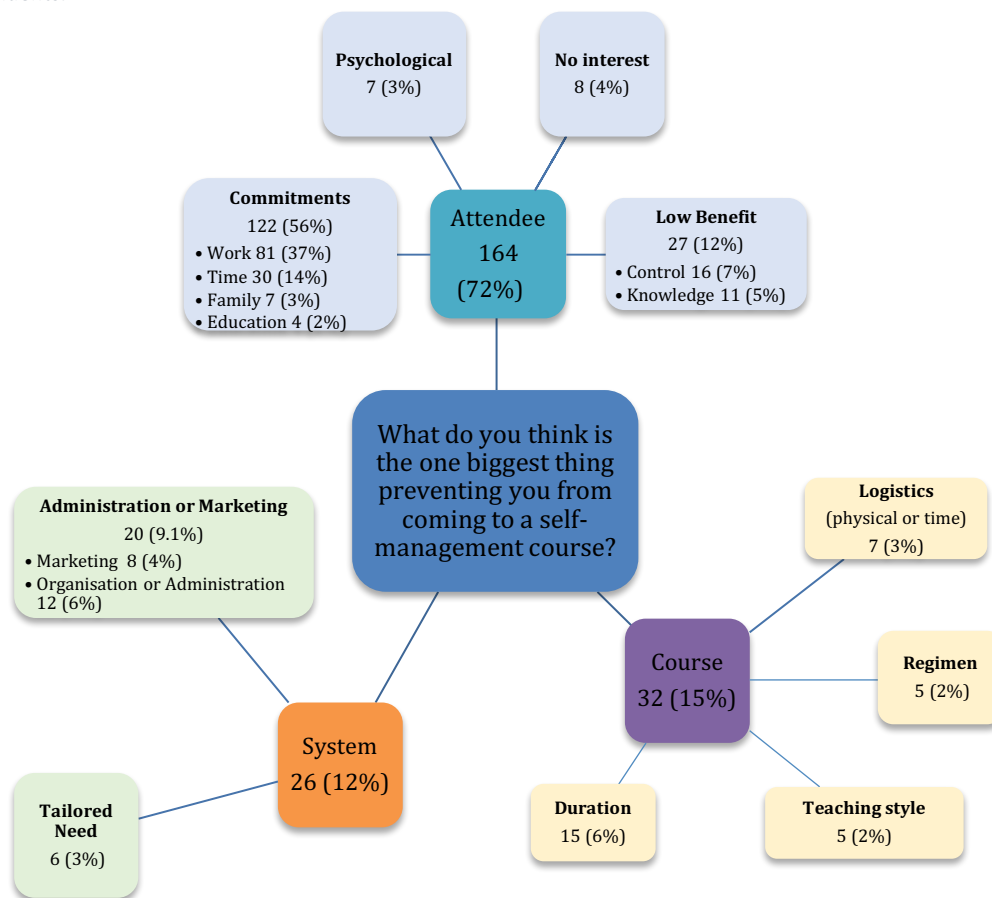 Psychological
7 (3%)
No interest
8 (4%)
Commitments
122 (56%)
• Work 81 (37%)
• Time 30 (14%)
• Family 7 (3%)
• Education 4 (2%)
Attendee
164
(72%)
Low Benefit
27 (12%)
• Control 16 (7%)
• Knowledge 11 (5%)
What do you think is
the one biggest thing
preventing you from
coming to a self-
management course?
Administration or Marketing
20 (9.1%)
• Marketing 8 (4%)
• Organisation or Administration
12 (6%)
Logistics
(physical or time)
7 (3%)
Course
32 (15%)
Regimen
5 (2%)
System
26 (12%)
Tailored
Need
6 (3%)
Duration
15 (6%)
Teaching style
5 (2%)